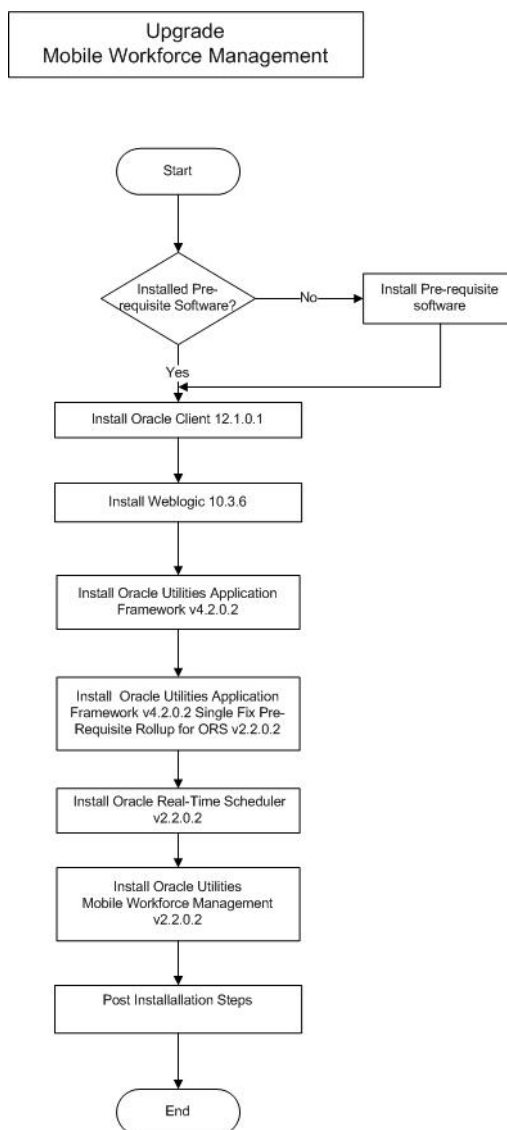 Upgrade
Mobile Workforce Management
Start
Installed Pre-
requisite Software?
No
Install Pre-requisite
software
Yes
Install Oracle Client 12.1.0.1
Install Weblogic 10.3.6
Install Oracle Utilities Application
Framework v4.2.0.2
Install Oracle Utilities Application
Framework v4.2.0.2 Single Fix Pre-
Requisite Rollup for ORS v2.2.0.2
Install Oracle Real-Time Scheduler
v2.2.0.2
Install Oracle Utilities
Mobile Workforce Management
v2.2.0.2
Post Installallation Steps
End